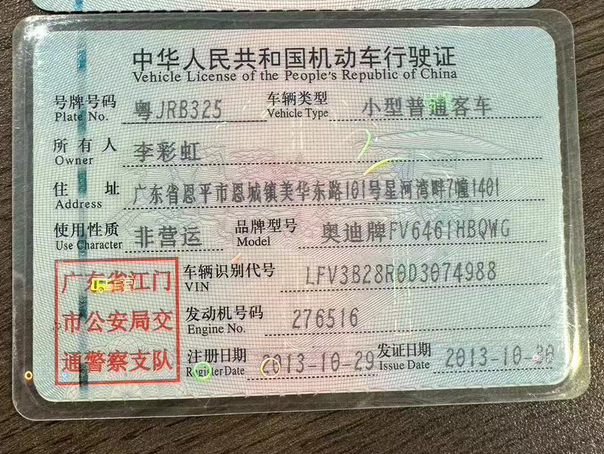 中华人民共和国机动车行驶证
Vehicle License of the People's Republic of China
号牌号码 Plate No. 粤JRB325 车辆类型 Vehicle Type 小型普通客车
所有人 Owner 李彩虹
住址 Address 广东省恩平市恩城镇美华东路101号星河湾畔7幢1401
使用性质 Use Character 非营运 品牌型号 Model 奥迪牌FV6461HBQWG
广东省江门市公安局交通警察支队
车辆识别代号 VIN LFV3B28R0D3074988
发动机号码 Engine No. 276516
注册日期 Register Date 2013-10-29 发证日期 Issue Date 2013-10-30